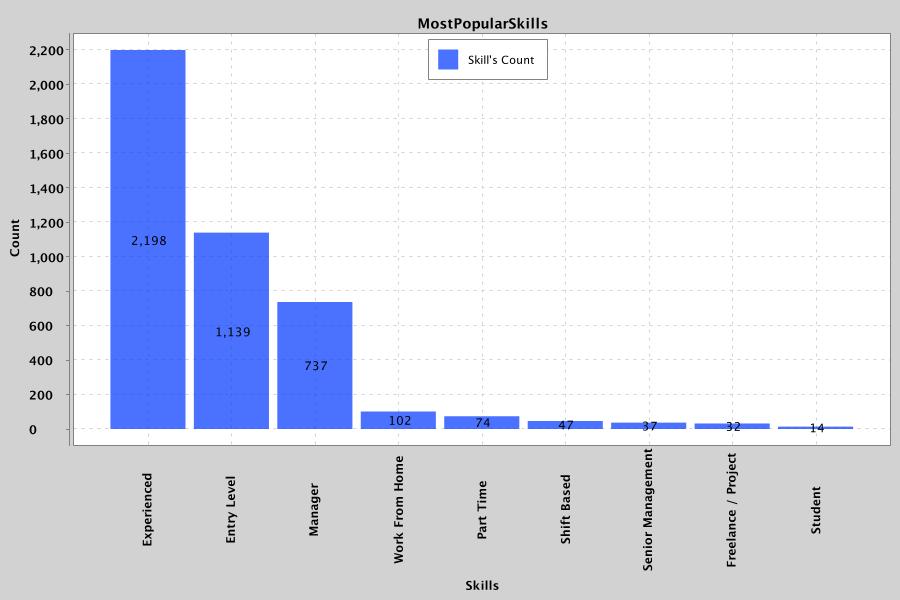 MostPopularSkills
Skill's Count
Count
2,200
2,000
1,800
1,600
1,400
1,200
1,000
800
600
400
200
0
2,198
1,139
737
102
74
47
37
32
14
Experienced
Entry Level
Manager
Work From Home
Part Time
Shift Based
Senior Management
Freelance / Project
Student
Skills